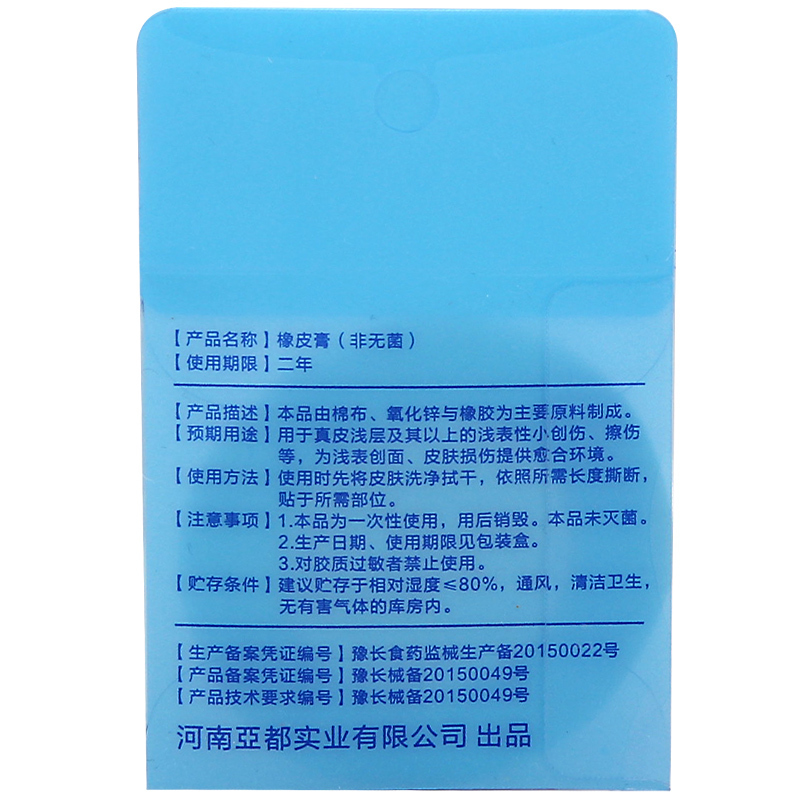 【产品名称】橡皮膏(非无菌)
【使用期限】二年
【产品描述】本品由棉布、氧化锌与橡胶为主要原料制成。
【预期用途】用于真皮浅层及其以上的浅表性小创伤、擦伤
等,为浅表创面、皮肤损伤提供愈合环境。
【使用方法】使用时先将皮肤洗净拭干,依照所需长度撕断,
贴于所需部位。
【注意事项】1.本品为一次性使用,用后销毁。本品未灭菌。
2.生产日期、使用期限见包装盒。
3.对胶质过敏者禁止使用。
【贮存条件】建议贮存于相对湿度≤80%,通风,清洁卫生,
无有害气体的库房内。
【生产备案凭证编号】豫长食药监械生产备20150022号
【产品备案凭证编号】豫长械备20150049号
【产品技术要求编号】豫长械备20150049号
河南亞都实业有限公司 出品